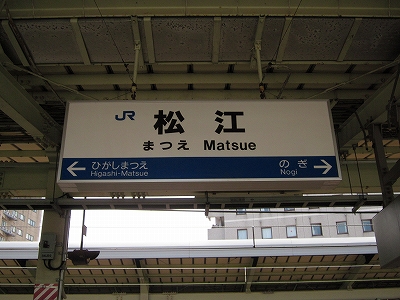 JR 松江
まつえ Matsue
← ひがしまつえ のぎ →
Higashi-Matsue Nogi